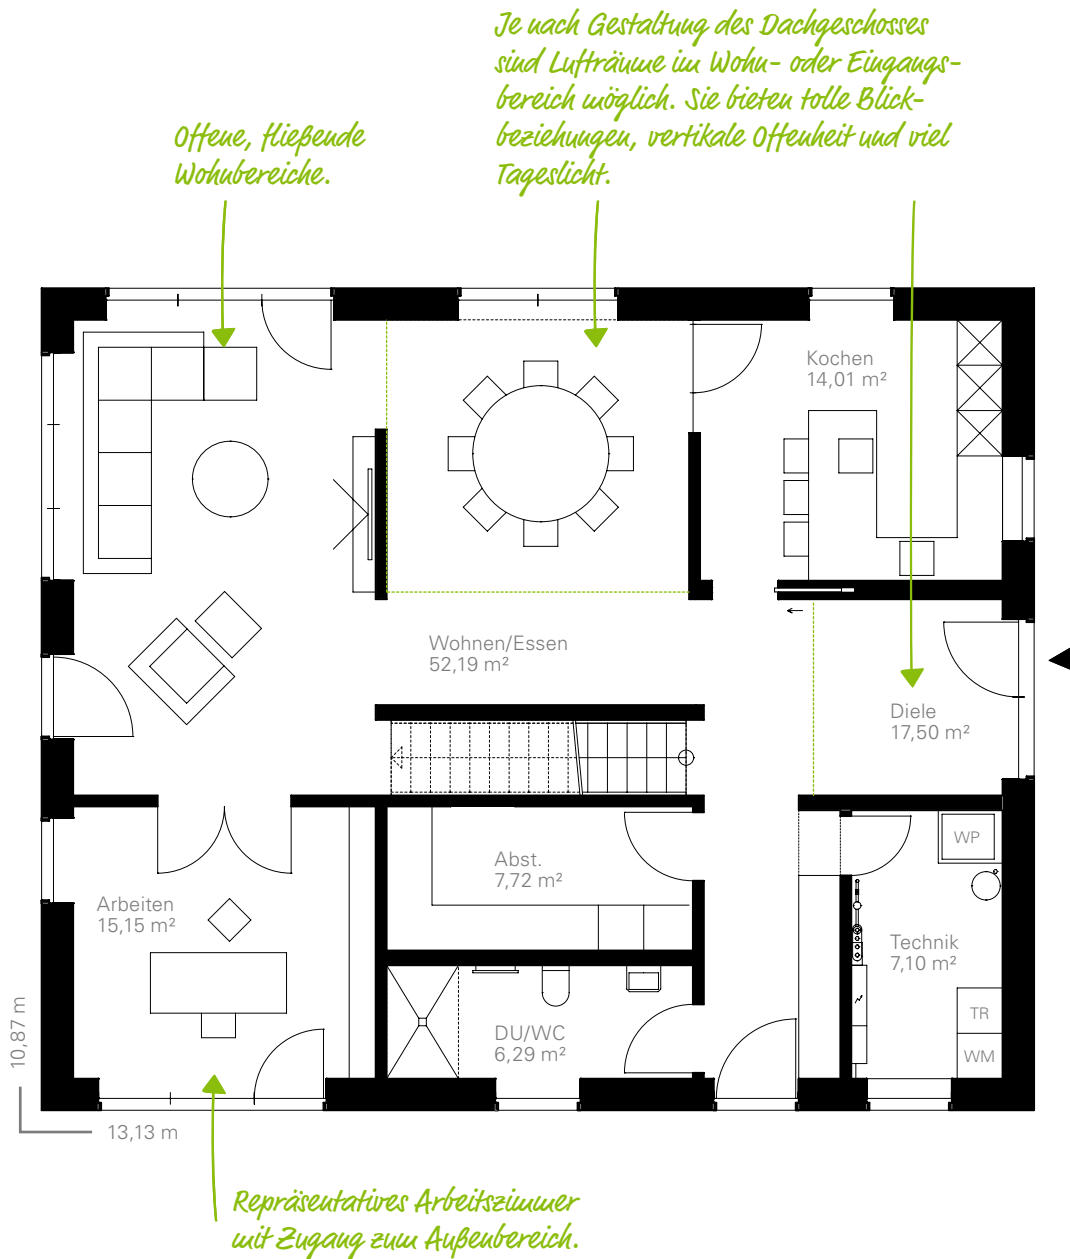 Je nach Gestaltung des Dachgeschosses
sind Lufträume im Wohn- oder Eingangs-
bereich möglich. Sie bieten tolle Blick-
beziehungen, vertikale Offenheit und viel
Tageslicht.
Offene, fließende
Wohnbereiche.
Kochen
14,01 m²
Wohnen/Essen
52,19 m²
Diele
17,50 m²
WP
Abst.
7,72 m²
Arbeiten
15,15 m²
Technik
7,10 m²
TR
DU/WC
6,29 m²
WM
10,87 m
13,13 m
Repräsentatives Arbeitszimmer
mit Zugang zum Außenbereich.